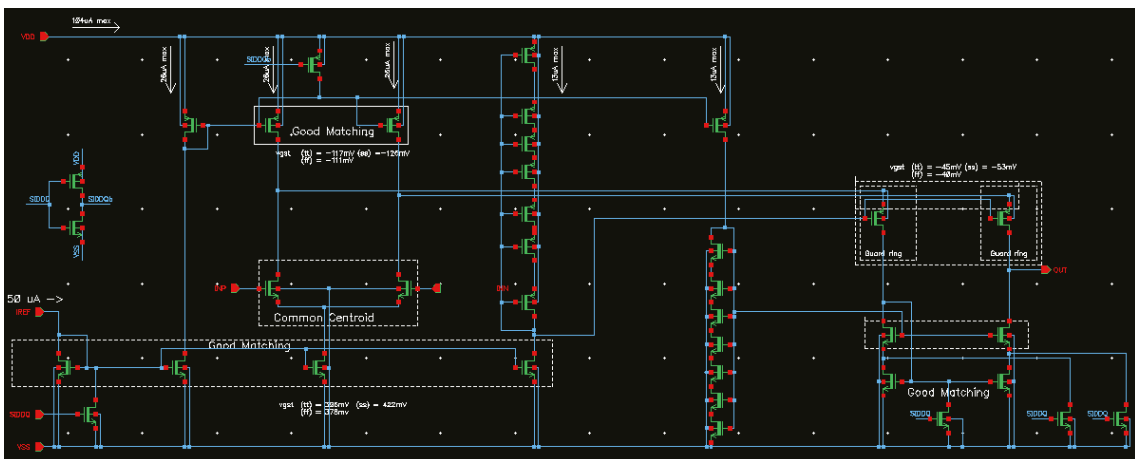 104uA max
VDD
26uA max
26uA max
26uA max
13uA max
13uA max
SIDDQb
Good Matching
vgst (tt) = -117mV (ss) = -126mV
(ff) = -111mV
vgst (tt) = -45mV (ss) = -53mV
(ff) = -40mV
VDD
SIDDQ
SIDDQb
VSS
Guard ring
Guard ring
OUT
INP
Common Centroid
50 uA ->
IREF
Good Matching
Good Matching
vgst (tt) = 395mV (ss) = 422mV
(ff) = 378mV
SIDDQ
SIDDQ
SIDDQ
SIDDQ
VSS